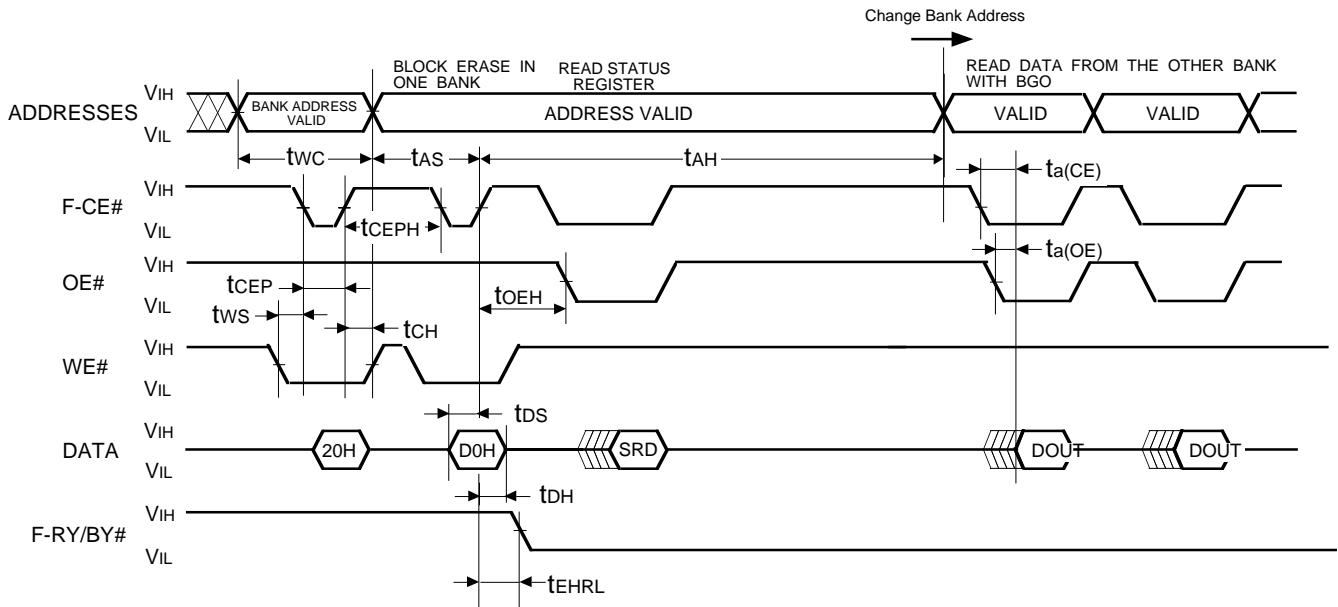 Change Bank Address
BLOCK ERASE IN
ONE BANK
READ STATUS
REGISTER
READ DATA FROM THE OTHER BANK
WITH BGO
ADDRESSES
VIH
VIL
BANK ADDRESS
VALID
ADDRESS VALID
VALID
VALID
tWC
tAS
tAH
ta(CE)
F-CE#
VIH
VIL
tCEPH
ta(OE)
OE#
VIH
VIL
tCEP
tOEH
tWS
tCH
WE#
VIH
VIL
tDS
DATA
VIH
VIL
20H
D0H
SRD
DOUT
DOUT
tDH
F-RY/BY#
VIH
VIL
tEHRL